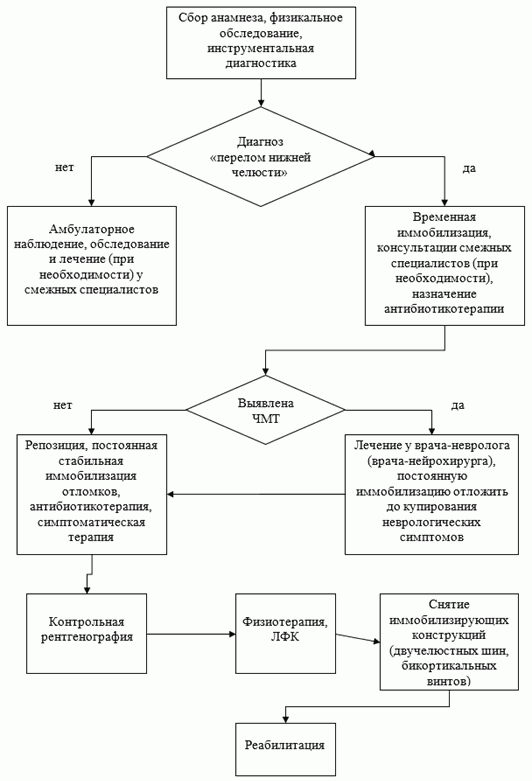 Сбор анамнеза, физикальное
обследование,
инструментальная
диагностика
Диагноз
«перелом нижней
челюсти»
нет
да
Амбулаторное
наблюдение, обследование
и лечение (при
необходимости) у
смежных специалистов
Временная
иммобилизация,
консультации смежных
специалистов (при
необходимости),
назначение
антибиотикотерапии
Выявлена
ЧМТ
нет
да
Репозиция, постоянная
стабильная
иммобилизация
отломков,
антибиотикотерапия,
симптоматическая
терапия
Лечение у врача-невролога
(врача-нейрохирурга),
постоянную
иммобилизацию отложить
до купирования
неврологических
симптомов
Контрольная
рентгенография
Физиотерапия,
ЛФК
Снятие
иммобилизирующих
конструкций
(двучелюстных шин,
бикортикальных
винтов)
Реабилитация